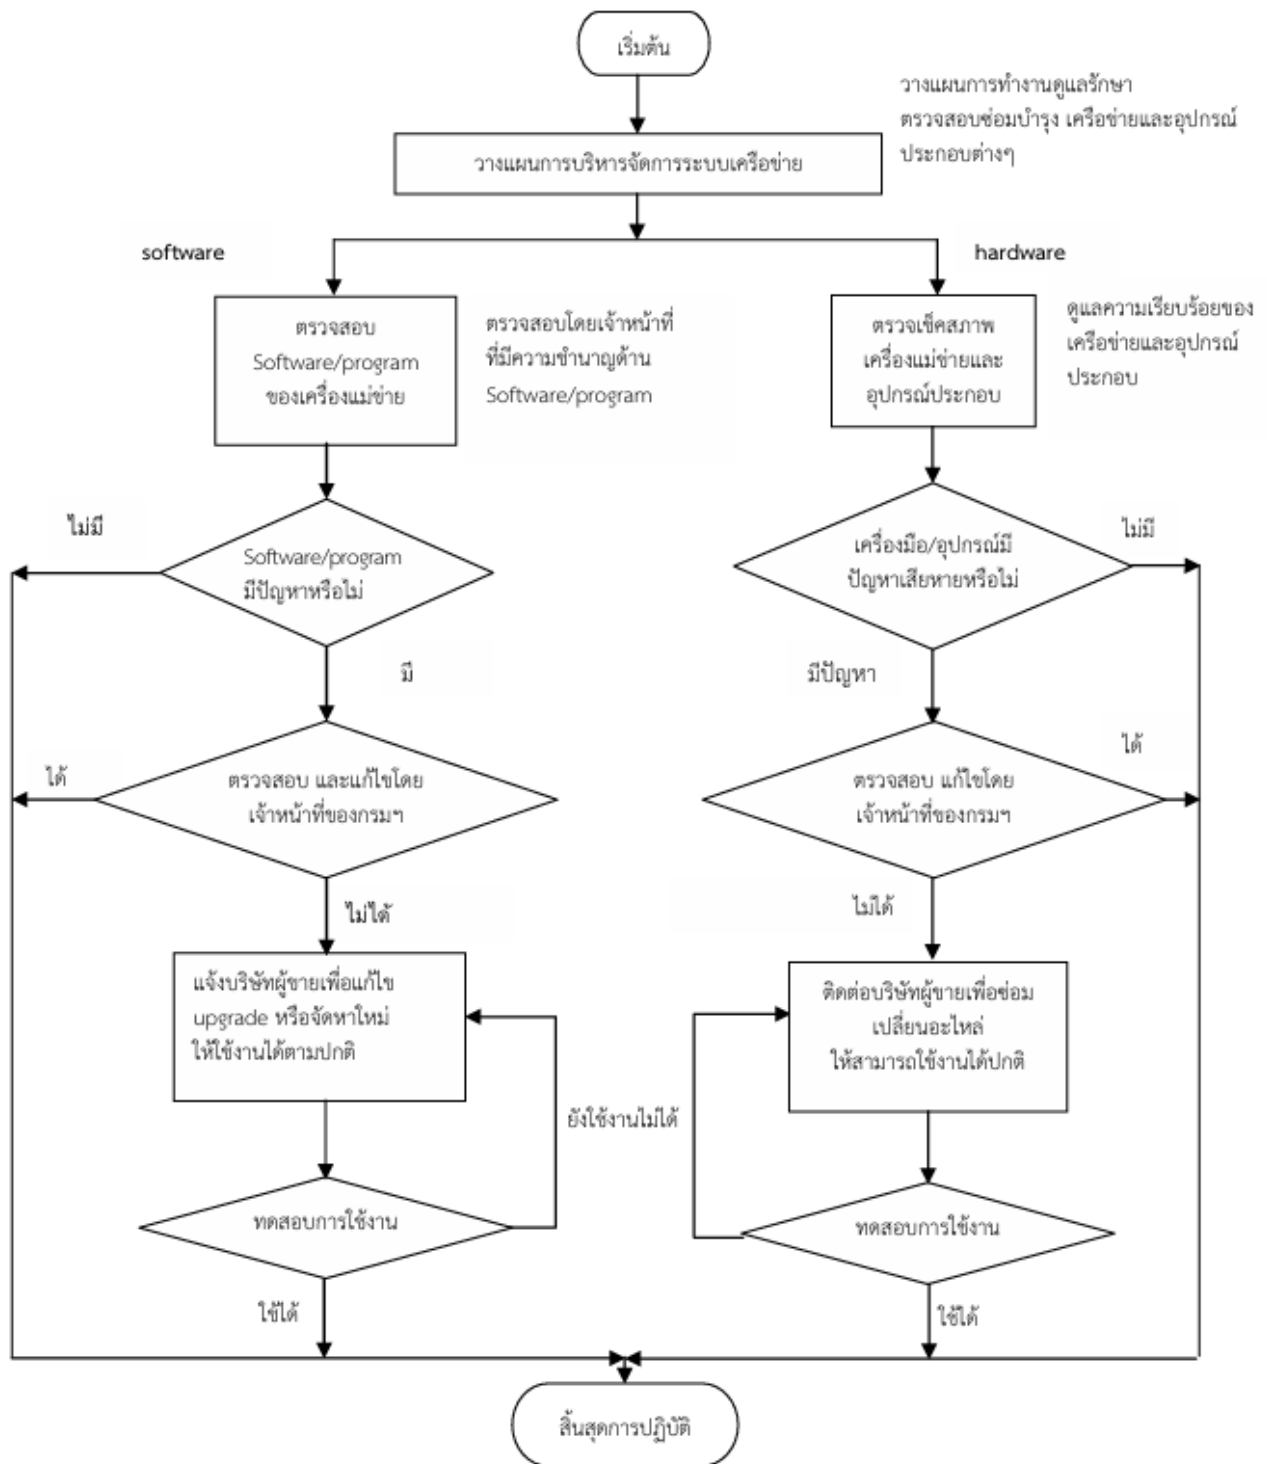 เริ่มต้น
วางแผนการทำงานดูแลรักษา
ตรวจสอบซ่อมบำรุง เครือข่ายและอุปกรณ์
ประกอบต่างๆ
วางแผนการบริหารจัดการระบบเครือข่าย
software
hardware
ตรวจสอบ
Software/program
ของเครื่องแม่ข่าย
ตรวจสอบโดยเจ้าหน้าที่
ที่มีความชำนาญด้าน
Software/program
ตรวจเช็คสภาพ
เครื่องแม่ข่ายและ
อุปกรณ์ประกอบ
ดูแลความเรียบร้อยของ
เครือข่ายและอุปกรณ์
ประกอบ
ไม่มี
Software/program
มีปัญหาหรือไม่
เครื่องมือ/อุปกรณ์มี
ปัญหาเสียหายหรือไม่
ไม่มี
มี
มีปัญหา
ได้
ตรวจสอบ และแก้ไขโดย
เจ้าหน้าที่ของกรมฯ
ตรวจสอบ แก้ไขโดย
เจ้าหน้าที่ของกรมฯ
ได้
ไม่ได้
ไม่ได้
แจ้งบริษัทผู้ขายเพื่อแก้ไข
upgrade หรือจัดหาใหม่
ให้ใช้งานได้ตามปกติ
ติดต่อบริษัทผู้ขายเพื่อซ่อม
เปลี่ยนอะไหล่
ให้สามารถใช้งานได้ปกติ
ยังใช้งานไม่ได้
ทดสอบการใช้งาน
ทดสอบการใช้งาน
ใช้ได้
ใช้ได้
สิ้นสุดการปฏิบัติ